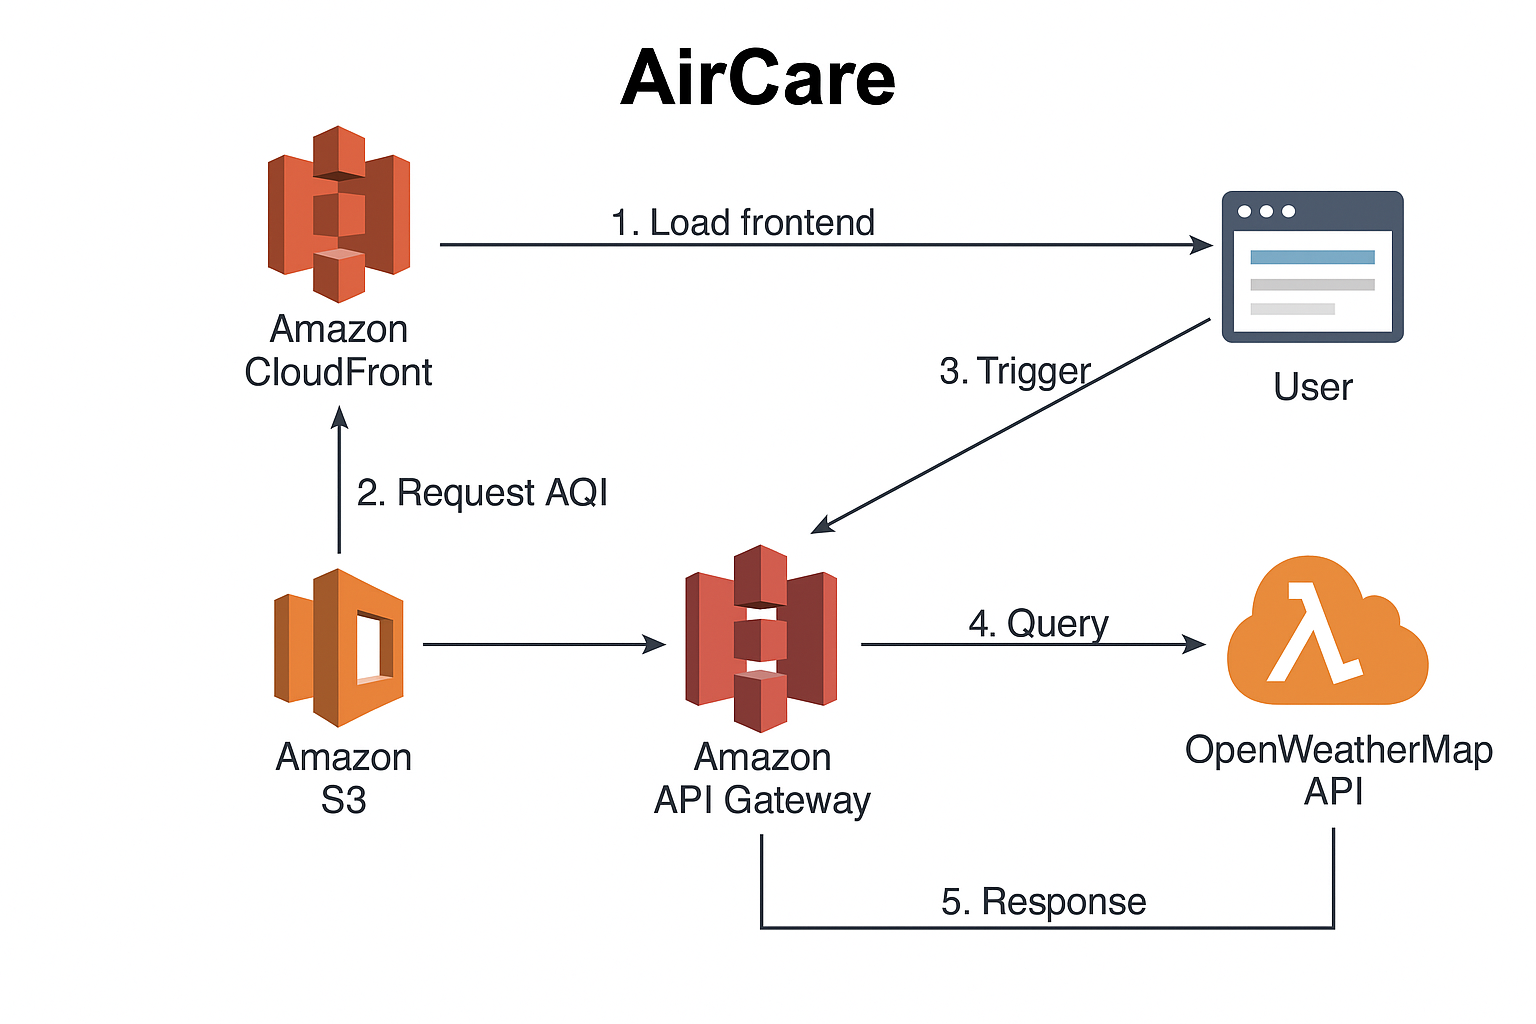 AirCare
1. Load frontend
Amazon
CloudFront
User
3. Trigger
2. Request AQI
4. Query
Amazon
S3
Amazon
API Gateway
OpenWeatherMap
API
5. Response